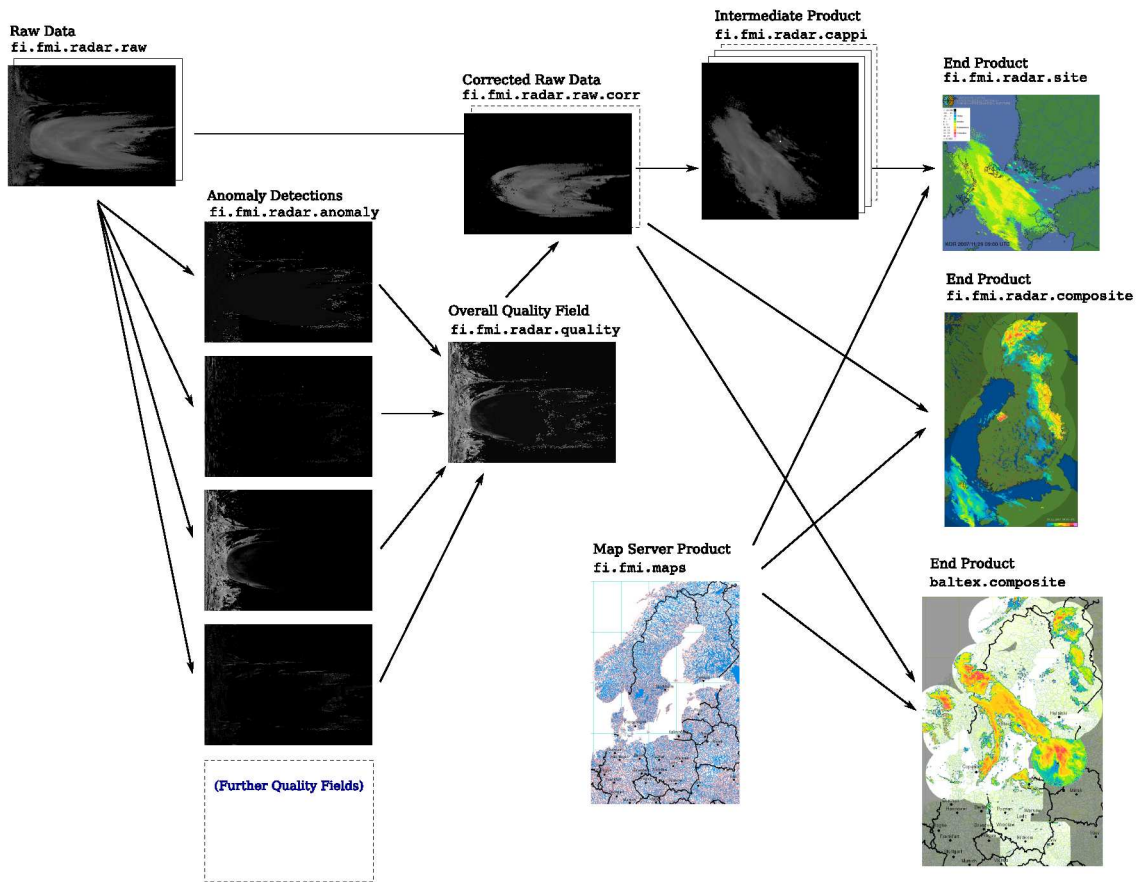 Raw Data
fi.fmi.radar.raw
Intermediate Product
fi.fmi.radar.cappi
Corrected Raw Data
fi.fmi.radar.raw.corr
End Product
fi.fmi.radar.site
Anomaly Detections
fi.fmi.radar.anomaly
Overall Quality Field
fi.fmi.radar.quality
End Product
fi.fmi.radar.composite
Map Server Product
fi.fmi.maps
End Product
baltex.composite
(Further Quality Fields)